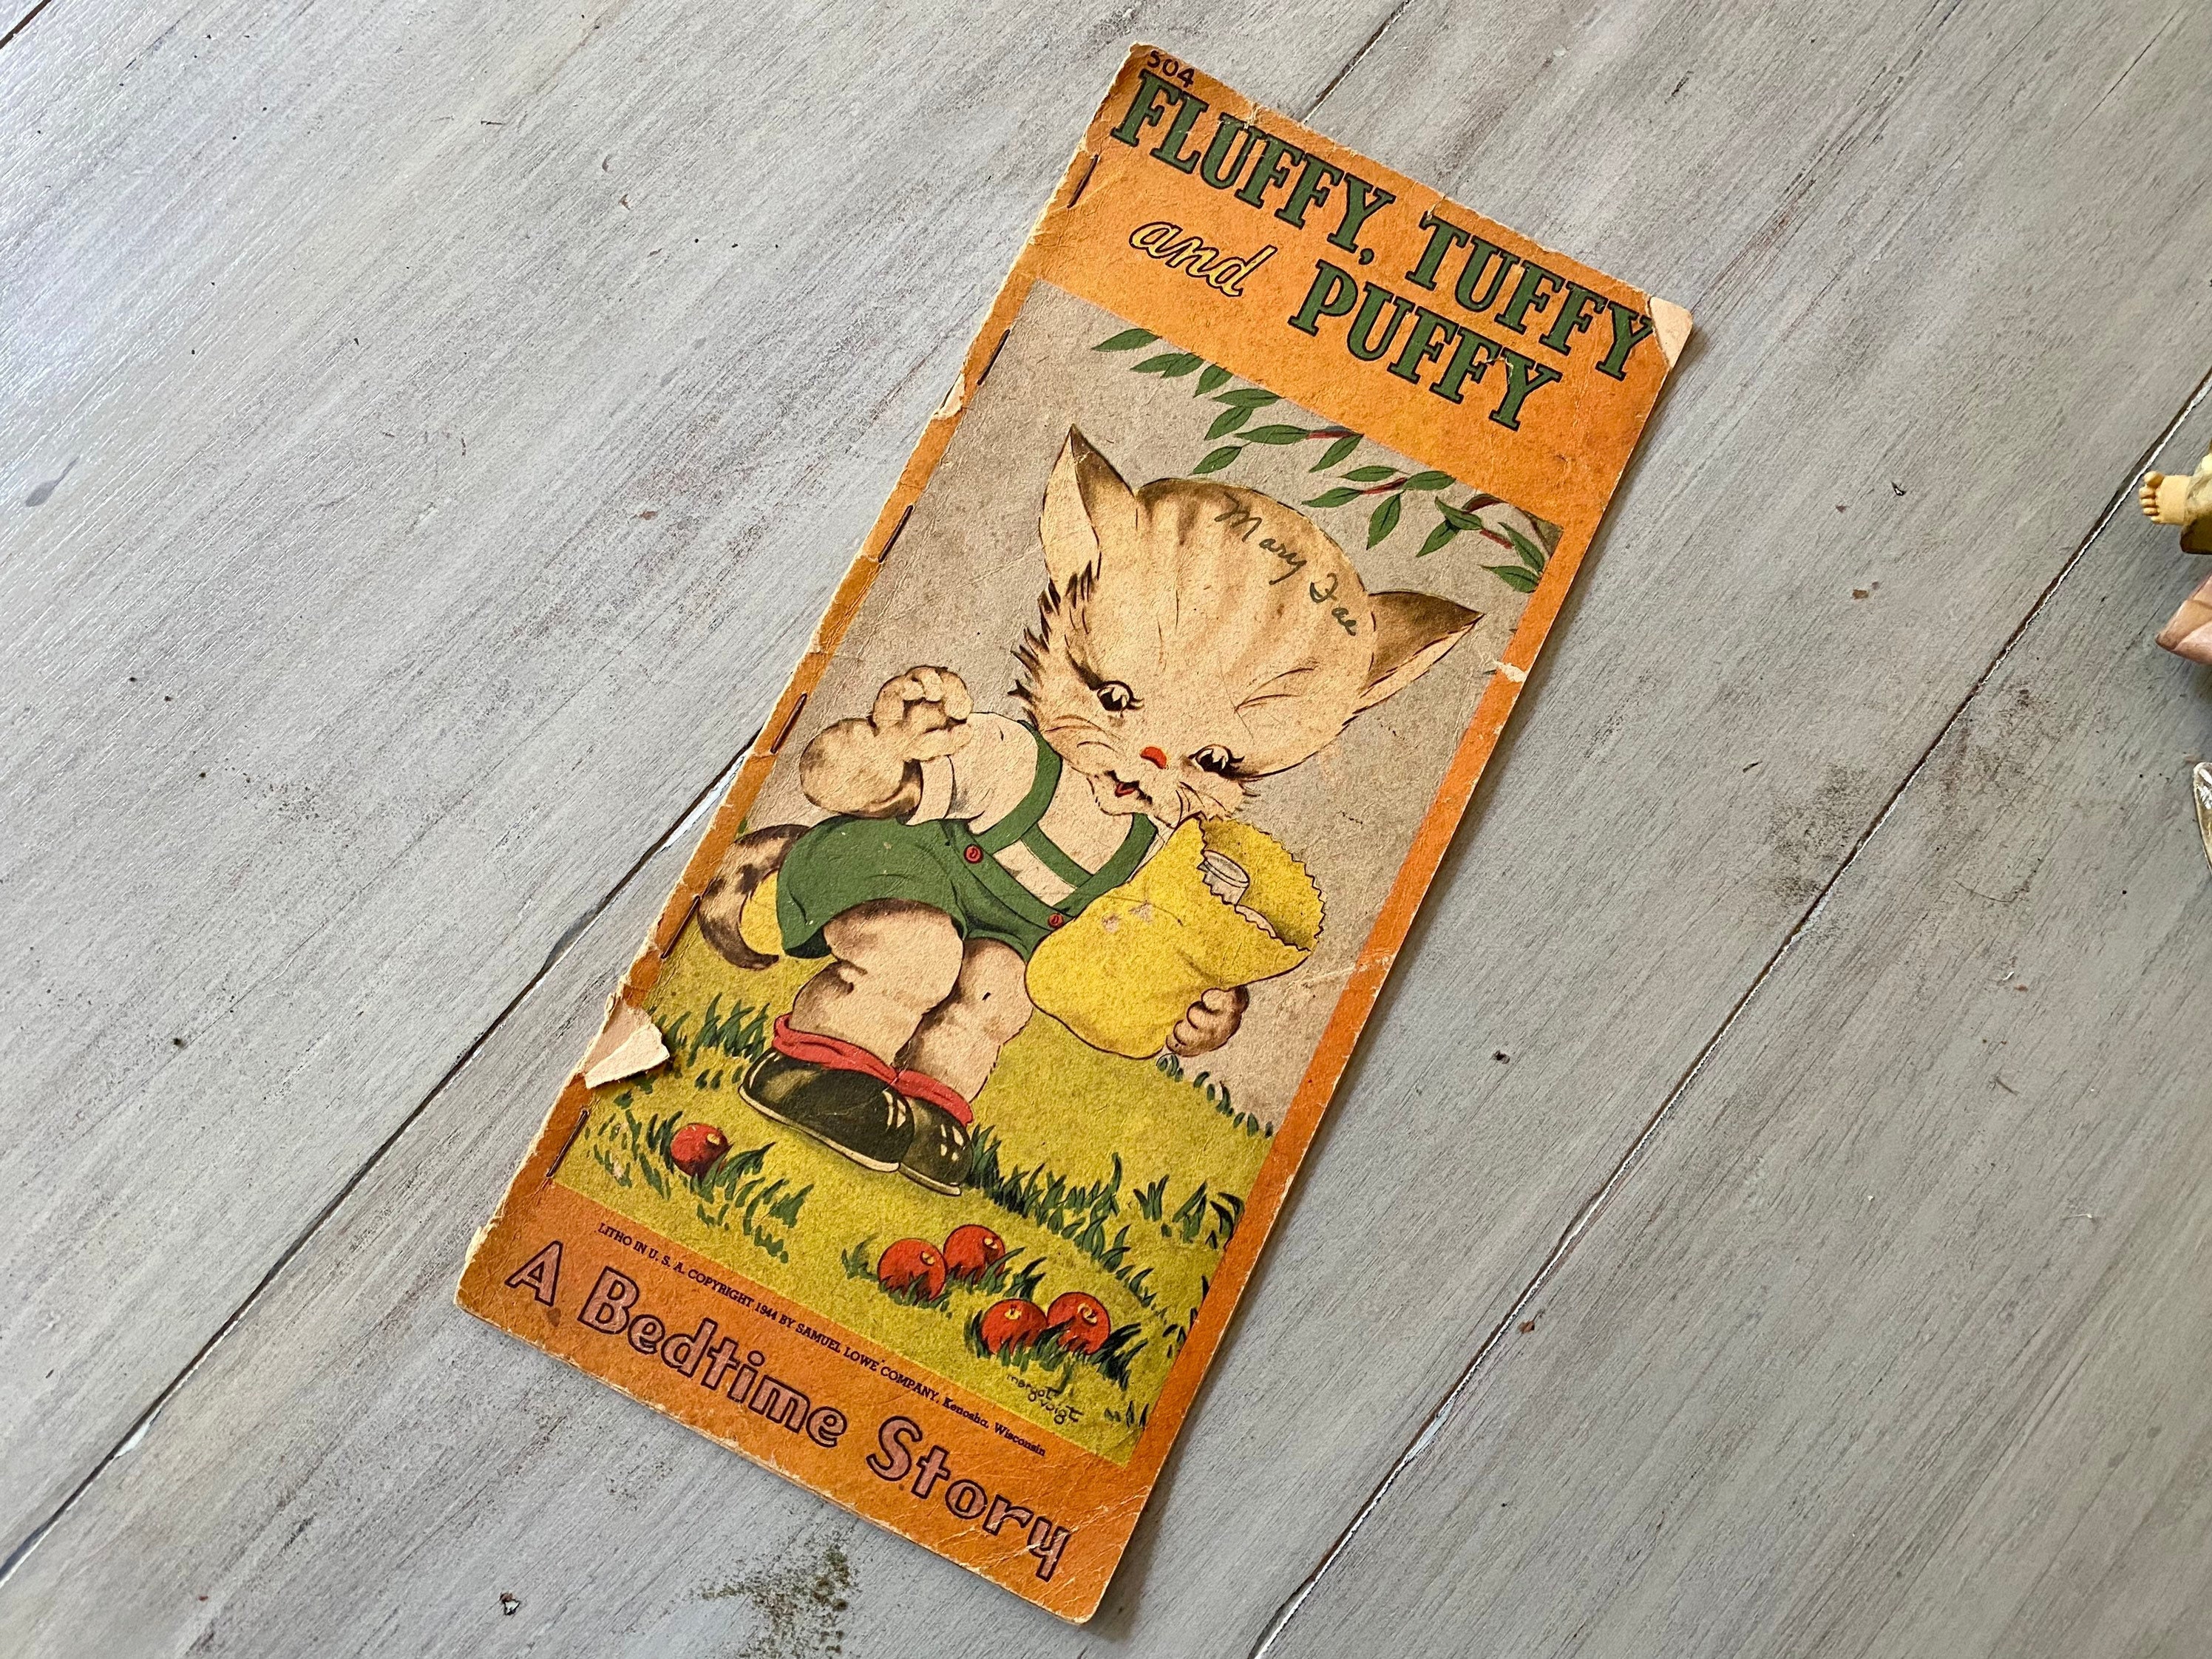 504
FLUFFY, TUFFY
and PUFFY
Mary Fae
LITHO IN U. S. A. COPYRIGHT 1944 BY SAMUEL LOWE COMPANY, Kenosha, Wisconsin
margot
voigt
A Bedtime Story